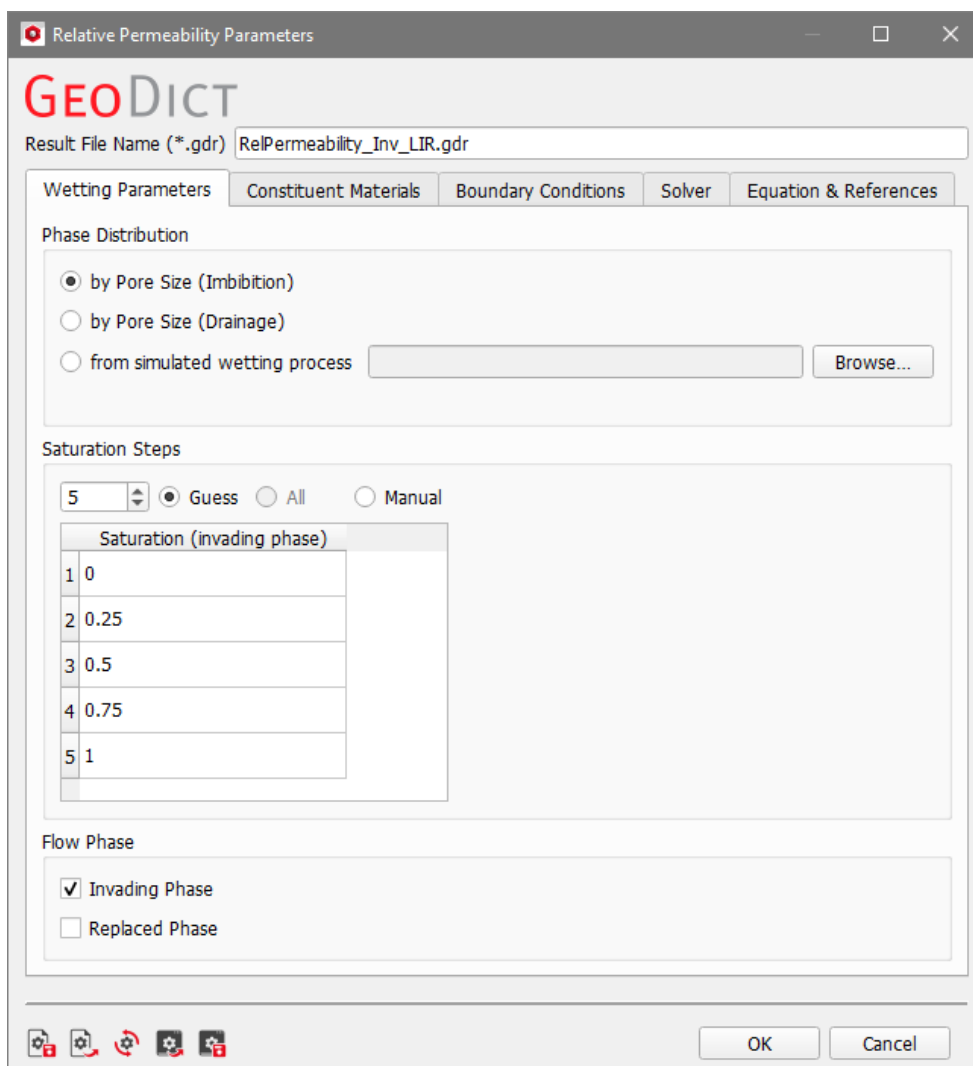 Relative Permeability Parameters
GEODICT
Result File Name (*.gdr) RelPermeability_Inv_LIR.gdr
Wetting Parameters Constituent Materials Boundary Conditions Solver Equation & References
Phase Distribution
by Pore Size (Imbibition)
by Pore Size (Drainage)
from simulated wetting process Browse...
Saturation Steps
5 Guess All Manual
Saturation (invading phase)
1 0
2 0.25
3 0.5
4 0.75
5 1
Flow Phase
Invading Phase
Replaced Phase
OK Cancel